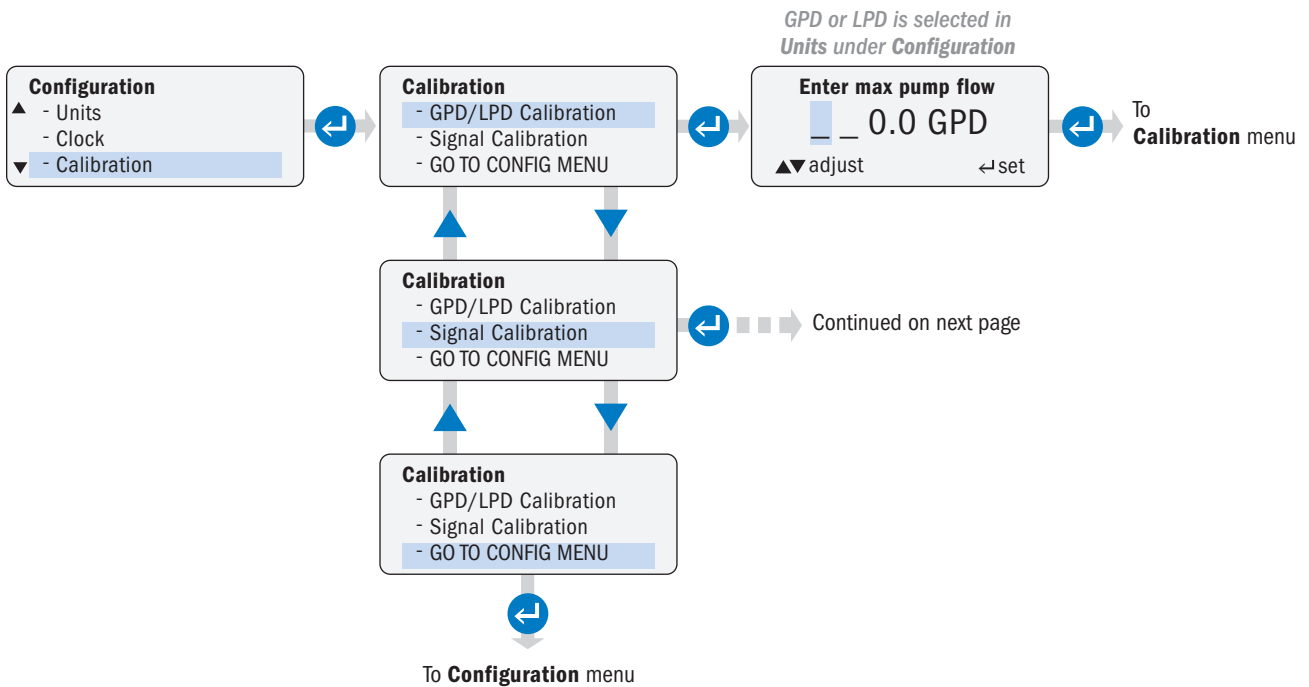 GPD or LPD is selected in
Units under Configuration
Configuration
▲ - Units
- Clock
▼ - Calibration
Calibration
- GPD/LPD Calibration
- Signal Calibration
- GO TO CONFIG MENU
Enter max pump flow
_ _ 0.0 GPD
▲▼ adjust ↵ set
To
Calibration menu
Calibration
- GPD/LPD Calibration
- Signal Calibration
- GO TO CONFIG MENU
Continued on next page
Calibration
- GPD/LPD Calibration
- Signal Calibration
- GO TO CONFIG MENU
To Configuration menu